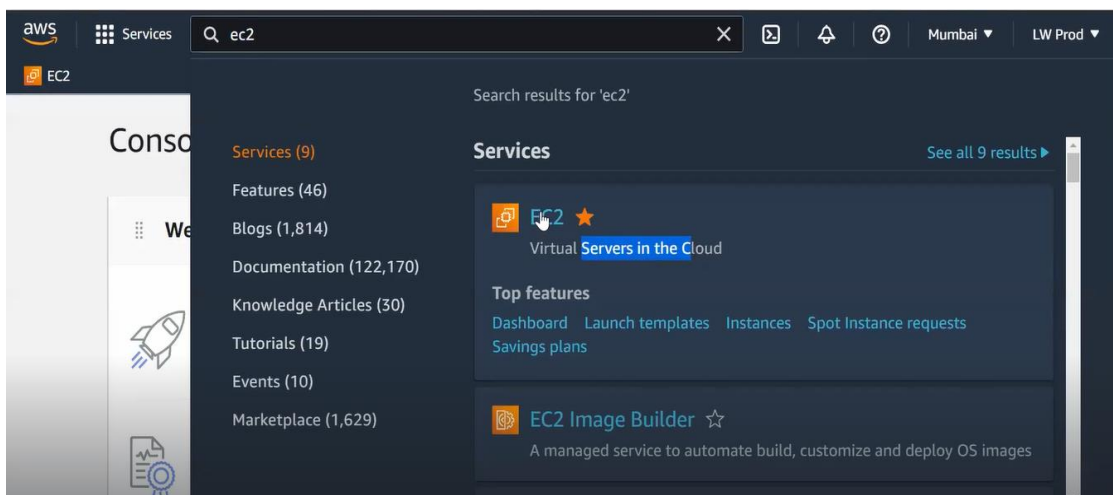 aws
Services
ec2
Mumbai ▼
LW Prod ▼
EC2
Search results for 'ec2'
Conso
We
Services (9)
Features (46)
Blogs (1,814)
Documentation (122,170)
Knowledge Articles (30)
Tutorials (19)
Events (10)
Marketplace (1,629)
Services
See all 9 results ▶
EC2
Virtual Servers in the Cloud
Top features
Dashboard Launch templates Instances Spot Instance requests
Savings plans
EC2 Image Builder
A managed service to automate build, customize and deploy OS images